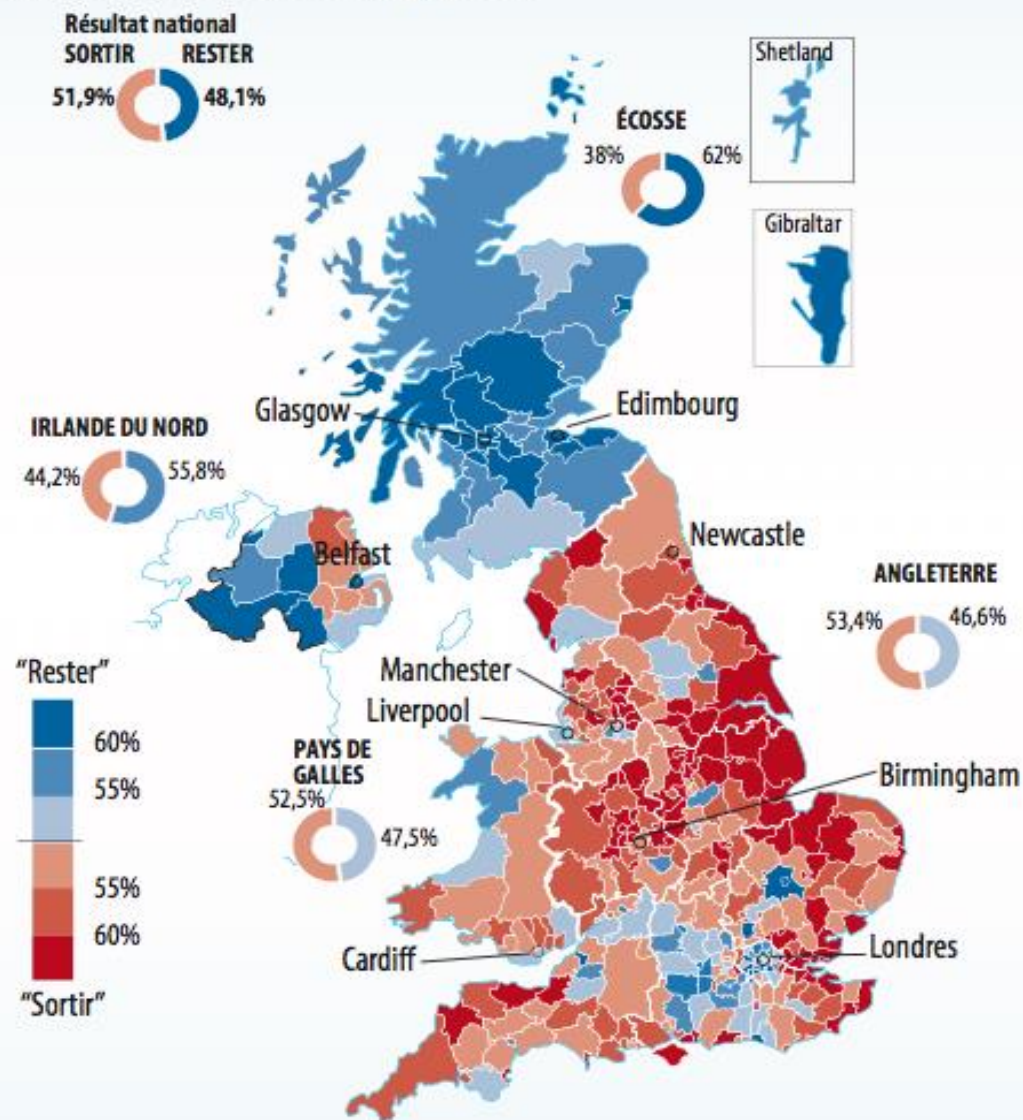 Résultat national
SORTIR RESTER
51,9% 48,1%
Shetland
ÉCOSSE
38% 62%
Gibraltar
Glasgow
Edimbourg
IRLANDE DU NORD
44,2% 55,8%
Belfast
Newcastle
ANGLETERRE
53,4% 46,6%
"Rester"
60%
55%
55%
60%
"Sortir"
Manchester
Liverpool
PAYS DE
GALLES
52,5%
47,5%
Birmingham
Cardiff
Londres